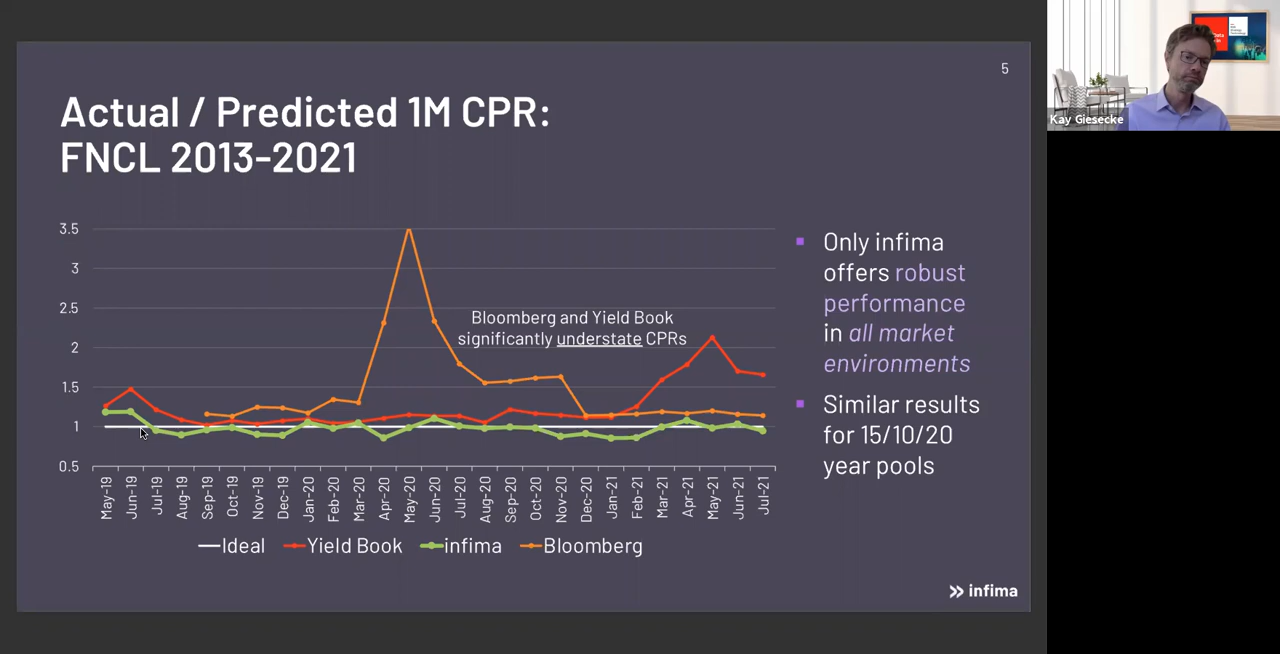 5
Actual / Predicted 1M CPR:
FNCL 2013-2021
3.5
3
2.5
2
1.5
1
0.5
Bloomberg and Yield Book
significantly understate CPRs
May-19
Jun-19
Jul-19
Aug-19
Sep-19
Oct-19
Nov-19
Dec-19
Jan-20
Feb-20
Mar-20
Apr-20
May-20
Jun-20
Jul-20
Aug-20
Sep-20
Oct-20
Nov-20
Dec-20
Jan-21
Feb-21
Mar-21
Apr-21
May-21
Jun-21
Jul-21
Ideal
Yield Book
infima
Bloomberg
Only infima
offers robust
performance
in all market
environments
Similar results
for 15/10/20
year pools
infima
Kay Giesecke